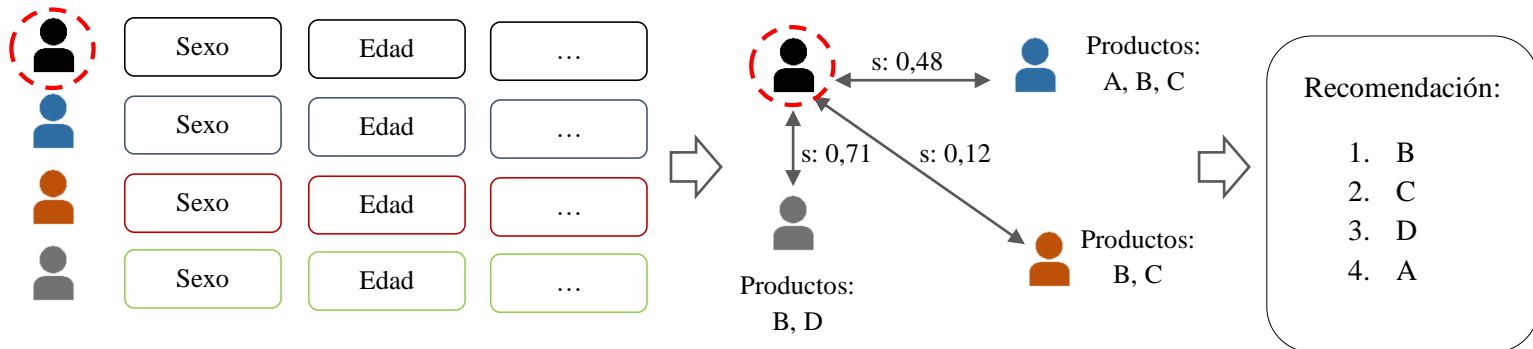 Sexo Edad …
Sexo Edad …
Sexo Edad …
Sexo Edad …
s: 0,48
Productos:
A, B, C
s: 0,71
s: 0,12
Productos:
B, D
Productos:
B, C
Recomendación:
1. B
2. C
3. D
4. A